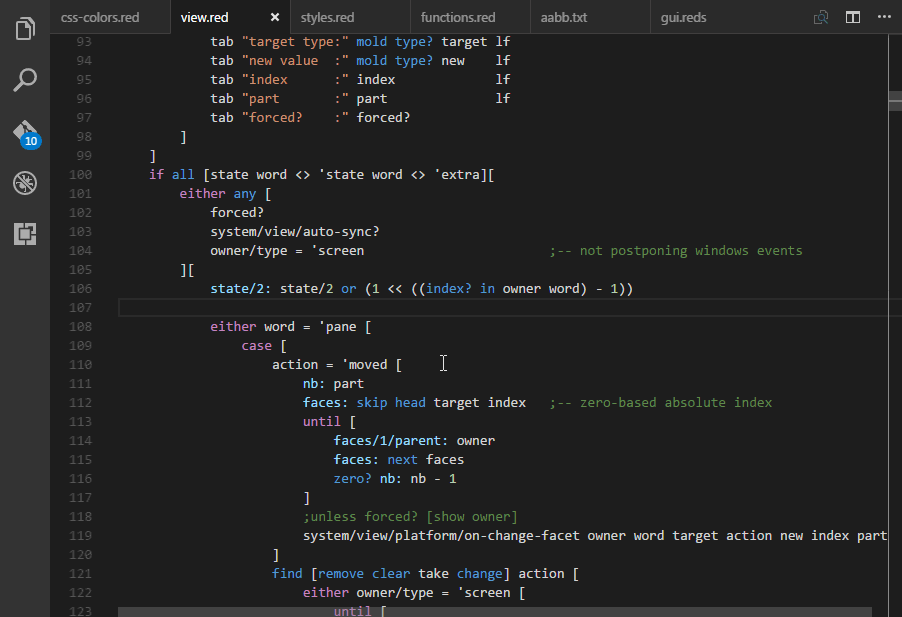 css-colors.red view.red × styles.red functions.red aabb.txt gui.reds
93 tab "target type:" mold type? target lf
94 tab "new value  :" mold type? new    lf
95 tab "index      :" index             lf
96 tab "part       :" part              lf
97 tab "forced?    :" forced?
98 ]
99 ]
100 if all [state word <> 'state word <> 'extra][
101 either any [
102 forced?
103 system/view/auto-sync?
104 owner/type = 'screen                        ;-- not postponing windows events
105 ][
106 state/2: state/2 or (1 << ((index? in owner word) - 1))
107
108 either word = 'pane [
109 case [
110 action = 'moved [
111 nb: part
112 faces: skip head target index   ;-- zero-based absolute index
113 until [
114 faces/1/parent: owner
115 faces: next faces
116 zero? nb: nb - 1
117 ]
118 ;unless forced? [show owner]
119 system/view/platform/on-change-facet owner word target action new index part
120 ]
121 find [remove clear take change] action [
122 either owner/type = 'screen [
123 until [
10